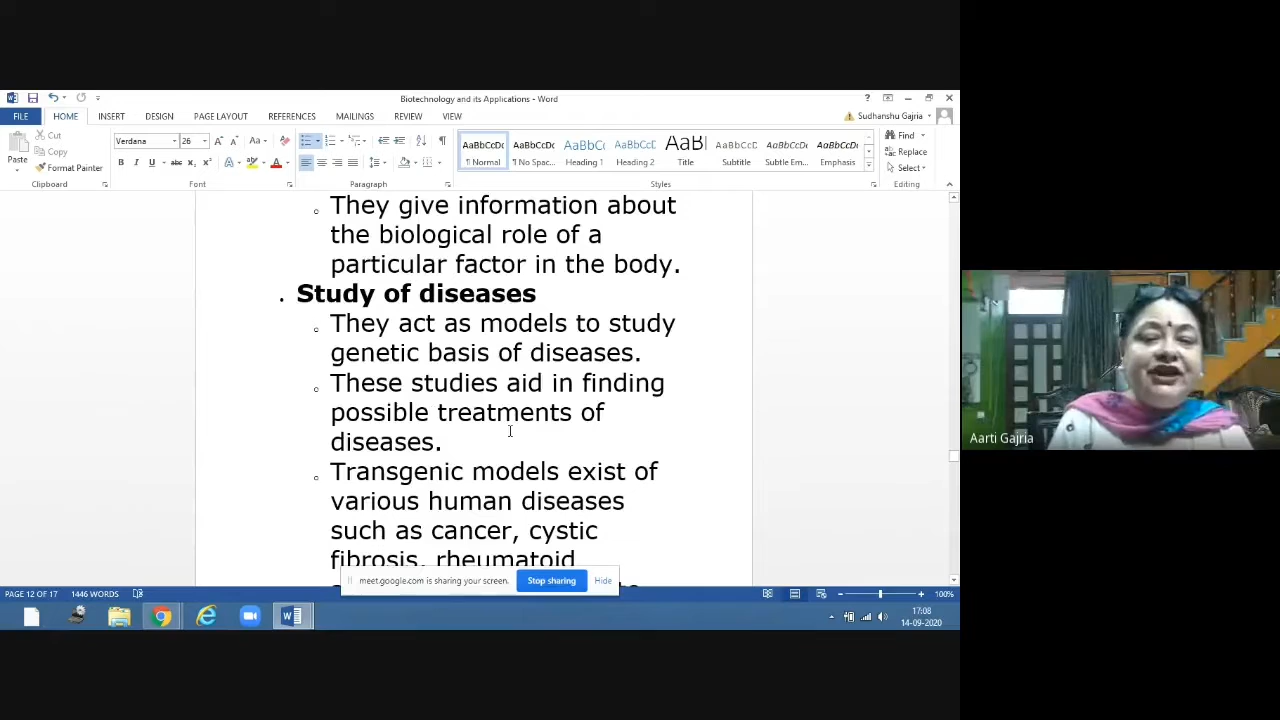 Biotechnology and its Applications - Word
?
FILE HOME INSERT DESIGN PAGE LAYOUT REFERENCES MAILINGS REVIEW VIEW Sudhanshu Gajria
Cut
Copy
Format Painter
Paste
Verdana 26
AaBbCcDc AaBbCcDc AaBbCc AaBbCcD AaBl AaBbCcD AaBbCcDc AaBbCcDc
¶ Normal ¶ No Spac... Heading 1 Heading 2 Title Subtitle Subtle Em... Emphasis
Find
Replace
Select
Clipboard Font Paragraph Styles Editing
They give information about
the biological role of a
particular factor in the body.
Study of diseases
They act as models to study
genetic basis of diseases.
These studies aid in finding
possible treatments of
diseases.
Transgenic models exist of
various human diseases
such as cancer, cystic
fibrosis, rheumatoid
meet.google.com is sharing your screen. Stop sharing Hide
PAGE 12 OF 17 1446 WORDS 100%
17:08
14-09-2020
Aarti Gajria